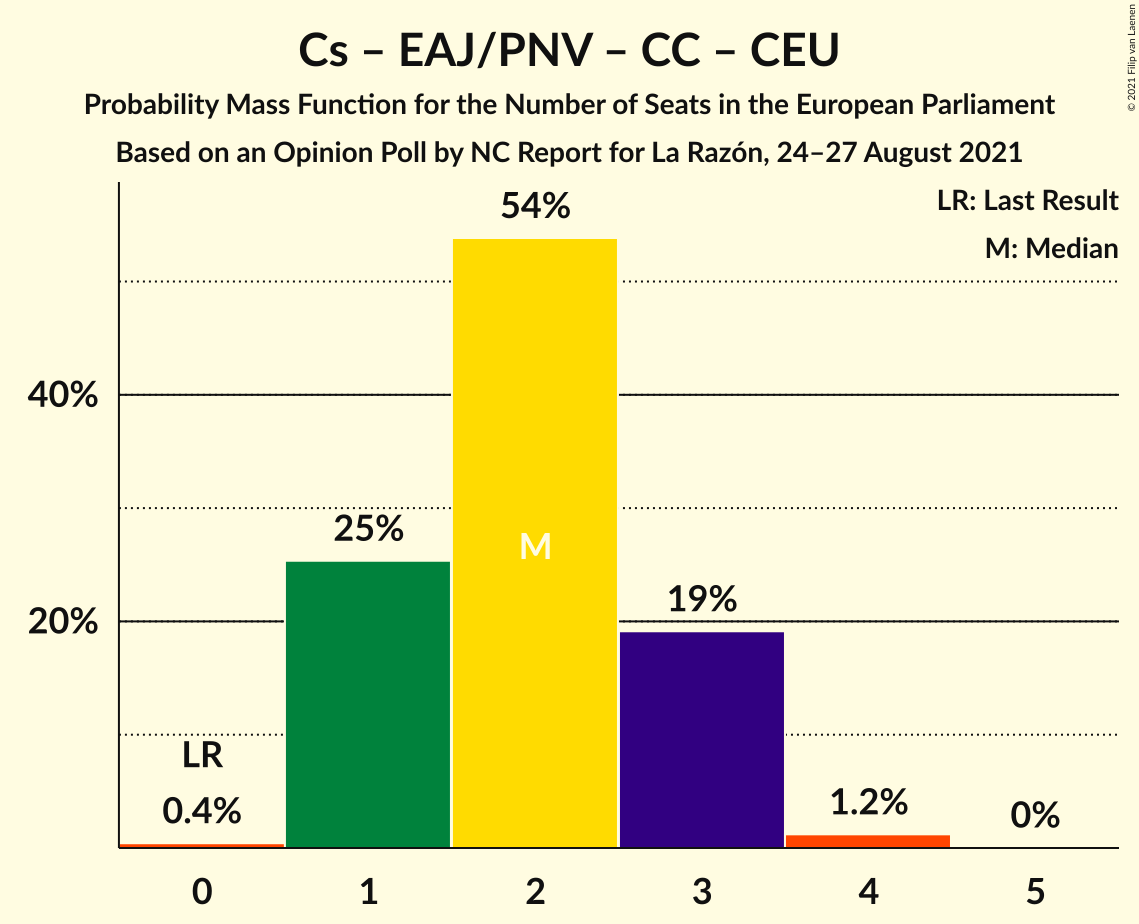 Cs – EAJ/PNV – CC – CEU
Probability Mass Function for the Number of Seats in the European Parliament
Based on an Opinion Poll by NC Report for La Razón, 24–27 August 2021
© 2021 Filip van Laenen
LR: Last Result
M: Median
54%
40%
25%
M
19%
20%
LR
0.4%
1.2%
0%
0 1 2 3 4 5